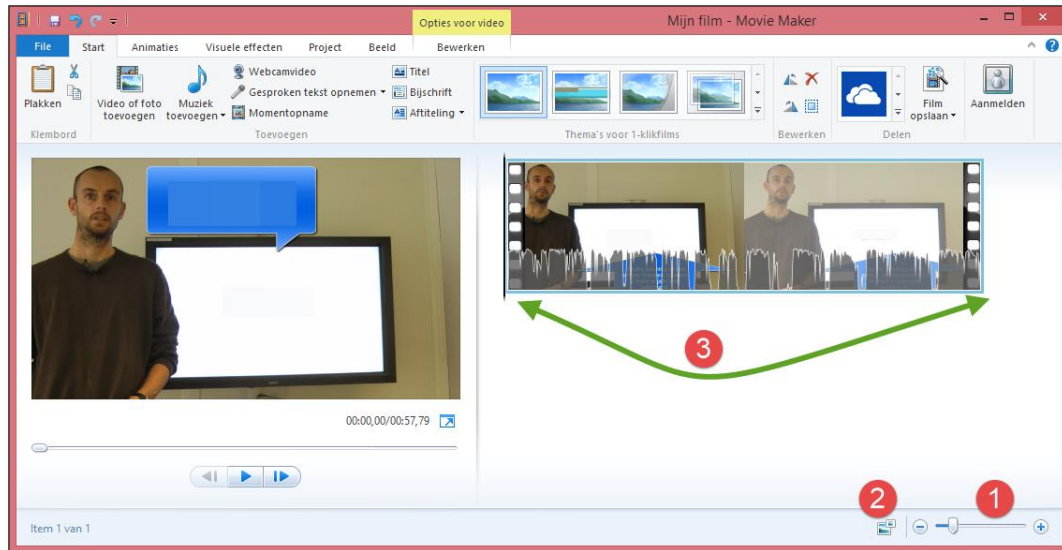 Opties voor video
Mijn film - Movie Maker
File
Start
Animaties
Visuele effecten
Project
Beeld
Bewerken
Plakken
Klembord
Video of foto
toevoegen
Muziek
toevoegen
Webcamvideo
Gesproken tekst opnemen
Momentopname
Titel
Bijschrift
Aftiteling
Toevoegen
Thema's voor 1-klikfilms
Bewerken
Film
opslaan
Delen
Aanmelden
3
00:00,00/00:57,79
2
1
Item 1 van 1